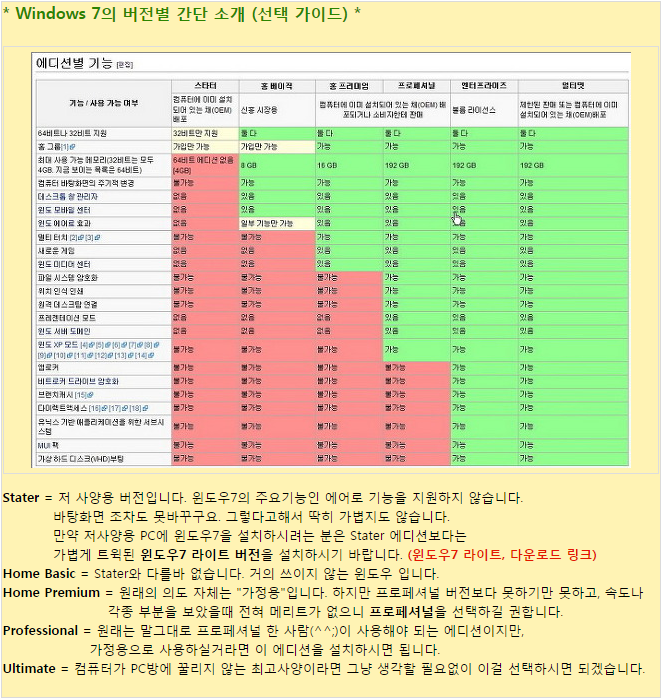 * Windows 7의 버전별 간단 소개 (선택 가이드) *
에디션별 기능 [편집]
기능 / 사용 가능 여부 스타터 홈 베이직 홈 프리미엄 프로페셔널 엔터프라이즈 얼티밋
컴퓨터에 이미 설치되어 있는 채(OEM) 배포 신흥 시장용 컴퓨터에 이미 설치되어 있는 채(OEM) 배포되거나 소비자한테 판매 볼륨 라이선스 제한된 판매 또는 컴퓨터에 이미 설치되어 있는 채(OEM)배포
64비트나 32비트 지원 32비트만 지원 둘 다 둘 다 둘 다 둘 다 둘 다
홈 그룹[1] 가입만 가능 가입만 가능 가능 가능 가능 가능
최대 사용 가능 메모리(32비트는 모두 4GB. 지금 보이는 목록은 64비트) 64비트 에디션 없음 [4GB] 8 GB 16 GB 192 GB 192 GB 192 GB
컴퓨터 바탕화면의 주기적 변경 불가능 가능 가능 가능 가능 가능
데스크톱 창 관리자 없음 있음 있음 있음 있음 있음
윈도 모바일 센터 없음 있음 있음 있음 있음 있음
윈도 에어로 효과 없음 일부 기능만 가능 있음 있음 있음 있음
멀티 터치 [2] [3] 불가능 불가능 가능 가능 가능 가능
새로운 게임 없음 없음 있음 있음 있음 있음
윈도 미디어 센터 없음 없음 있음 있음 있음 있음
파일 시스템 암호화 불가능 불가능 불가능 가능 가능 가능
위치 인식 인쇄 불가능 불가능 불가능 가능 가능 가능
원격 데스크탑 연결 불가능 불가능 불가능 가능 가능 가능
프레젠테이션 모드 없음 없음 없음 있음 있음 있음
윈도 서버 도메인 없음 없음 없음 있음 있음 있음
윈도 XP 모드 [4] [5] [6] [7] [8] [9] [10] [11] [12] [13] [14] 불가능 불가능 불가능 가능 가능 가능
앱로커 불가능 불가능 불가능 불가능 가능 가능
비트로커 드라이브 암호화 불가능 불가능 불가능 불가능 가능 가능
브랜치캐시 [15] 불가능 불가능 불가능 불가능 가능 가능
다이렉트액세스 [16] [17] [18] 불가능 불가능 불가능 불가능 가능 가능
유닉스 기반 애플리케이션을 위한 서브시스템 불가능 불가능 불가능 불가능 가능 가능
MUI 팩 불가능 불가능 불가능 불가능 가능 가능
가상 하드 디스크(VHD)부팅 불가능 불가능 불가능 불가능 가능 가능
Stater = 저 사양용 버전입니다. 윈도우7의 주요기능인 에어로 기능을 지원하지 않습니다.
바탕화면 조자도 못바꾸구요. 그렇다고해서 딱히 가볍지도 않습니다.
만약 저사양용 PC에 윈도우7을 설치하시려는 분은 Stater 에디션보다는
가볍게 트윅된 윈도우7 라이트 버전을 설치하시기 바랍니다. (윈도우7 라이트, 다운로드 링크)
Home Basic = Stater와 다를바 없습니다. 거의 쓰이지 않는 윈도우 입니다.
Home Premium = 원래의 의도 자체는 "가정용"입니다. 하지만 프로페셔널 버전보다 못하기만 못하고, 속도나
각종 부분을 보았을때 전혀 메리트가 없으니 프로페셔널을 선택하길 권합니다.
Professional = 원래는 말그대로 프로페셔널 한 사람(^^;)이 사용해야 되는 에디션이지만,
가정용으로 사용하실거라면 이 에디션을 설치하시면 됩니다.
Ultimate = 컴퓨터가 PC방에 꿀리지 않는 최고사양이라면 그냥 생각할 필요없이 이걸 선택하시면 되겠습니다.